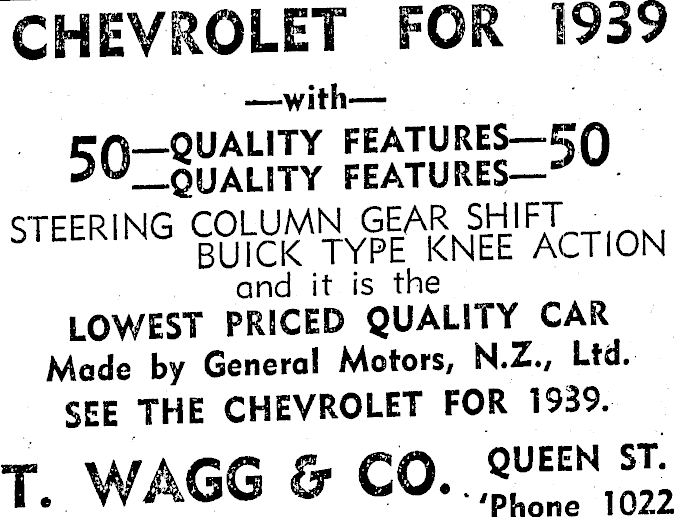 CHEVROLET FOR 1939
—with—
50—QUALITY FEATURES—50
—QUALITY FEATURES—
STEERING COLUMN GEAR SHIFT
BUICK TYPE KNEE ACTION
and it is the
LOWEST PRICED QUALITY CAR
Made by General Motors, N.Z., Ltd.
SEE THE CHEVROLET FOR 1939.
T. WAGG & CO. QUEEN ST.
'Phone 1022